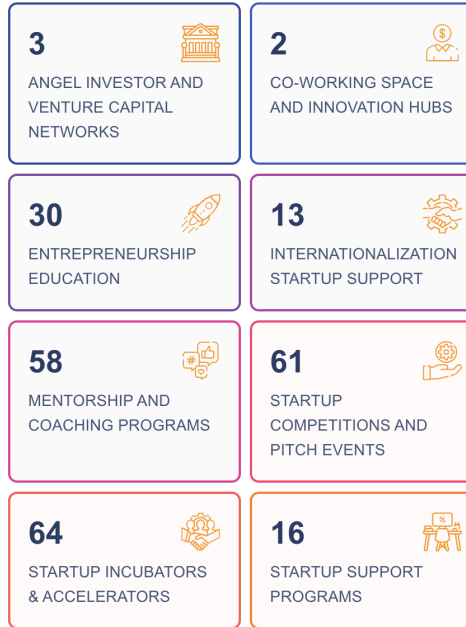 3
ANGEL INVESTOR AND
VENTURE CAPITAL
NETWORKS
2
CO-WORKING SPACE
AND INNOVATION HUBS
30
ENTREPRENEURSHIP
EDUCATION
13
INTERNATIONALIZATION
STARTUP SUPPORT
58
MENTORSHIP AND
COACHING PROGRAMS
61
STARTUP
COMPETITIONS AND
PITCH EVENTS
64
STARTUP INCUBATORS
& ACCELERATORS
16
STARTUP SUPPORT
PROGRAMS